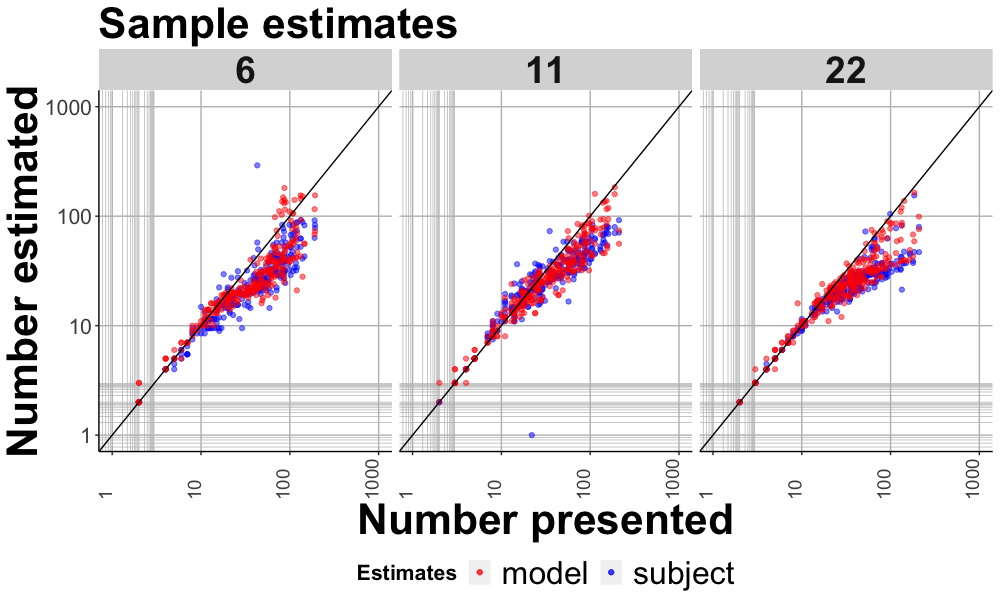 Sample estimates
6 11 22
Number estimated
1000
100
10
1
1 10 100 1000 1 10 100 1000 1 10 100 1000
Number presented
Estimates model subject